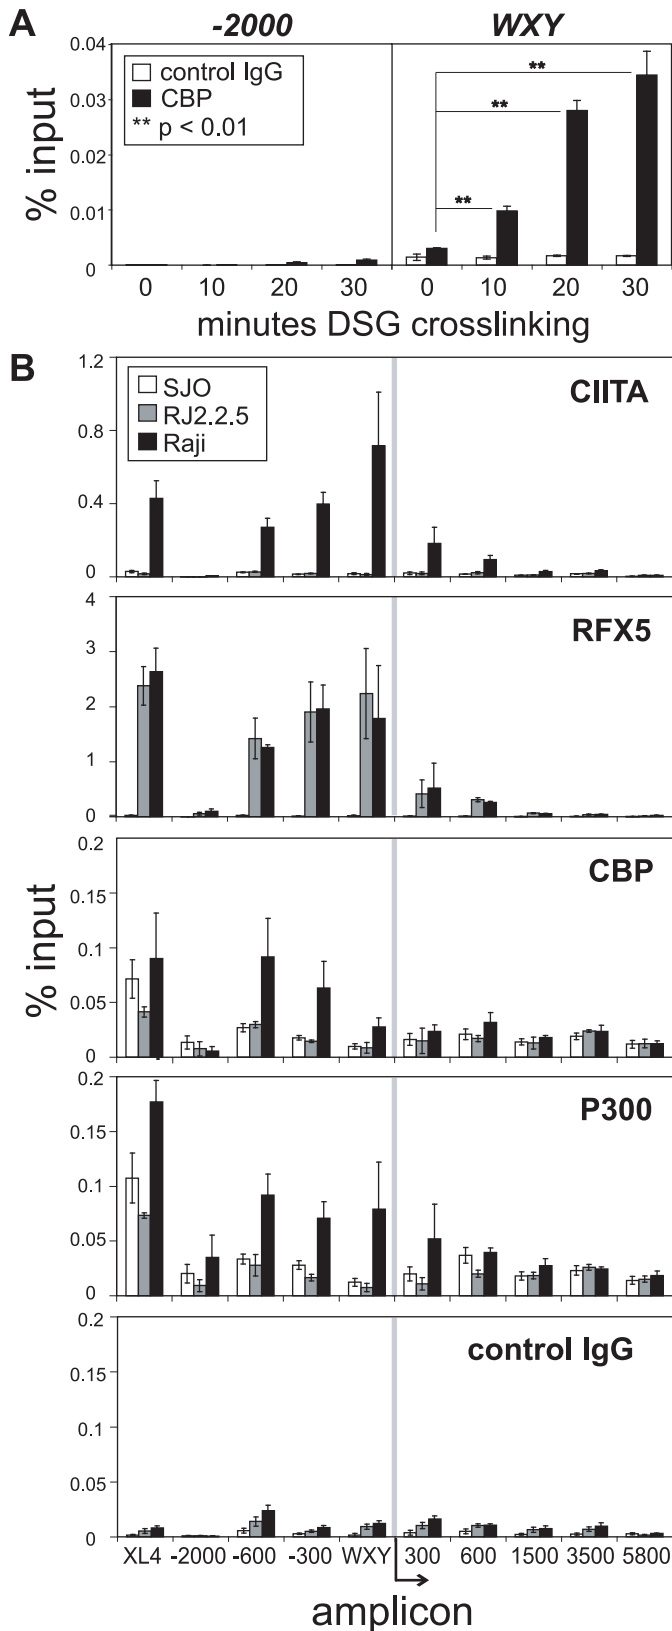 A
-2000
WXY
0.04
0.03
0.02
0.01
0
% input
control IgG
CBP
** p < 0.01
**
**
**
0 10 20 30 0 10 20 30
minutes DSG crosslinking
B
1.2
0.8
0.4
0
SJO
RJ2.2.5
Raji
CIITA
4
3
2
1
0
RFX5
% input
0.2
0.15
0.1
0.05
0
CBP
0.2
0.15
0.1
0.05
0
P300
0.2
0.15
0.1
0.05
0
control IgG
XL4 -2000 -600 -300 WXY 300 600 1500 3500 5800
amplicon